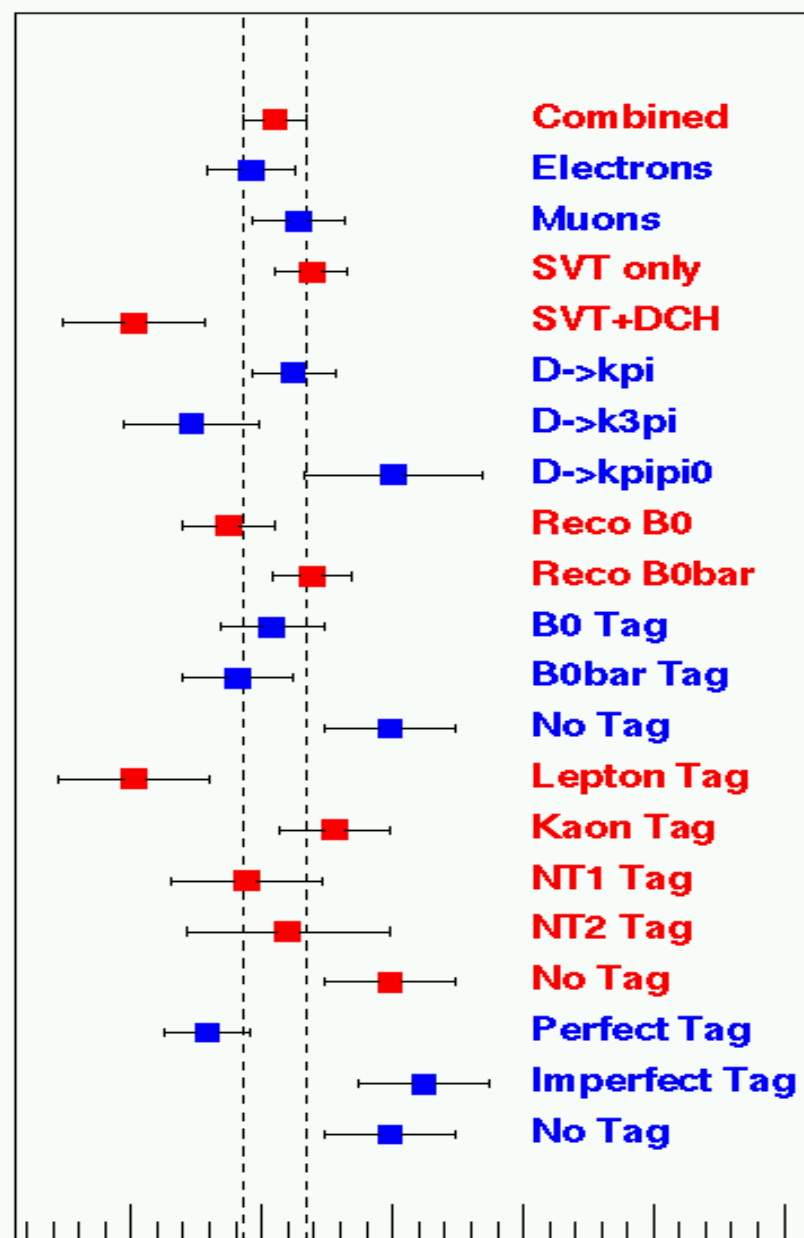 Combined
Electrons
Muons
SVT only
SVT+DCH
D->kpi
D->k3pi
D->kpipi0
Reco B0
Reco B0bar
B0 Tag
B0bar Tag
No Tag
Lepton Tag
Kaon Tag
NT1 Tag
NT2 Tag
No Tag
Perfect Tag
Imperfect Tag
No Tag